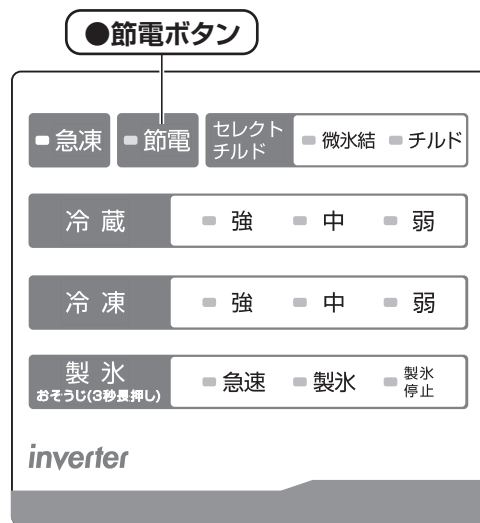 ●節電ボタン
急凍 節電 セレクト
チルド 微氷結 チルド
冷蔵 強 中 弱
冷凍 強 中 弱
製氷
おそうじ(3秒長押し) 急速 製氷 製氷
停止
inverter